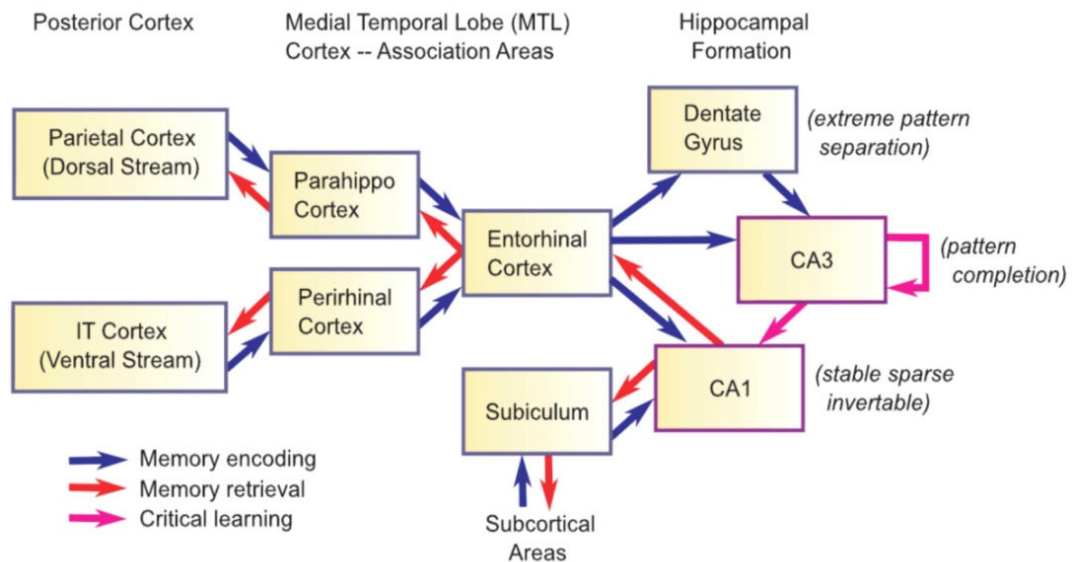 Posterior Cortex
Medial Temporal Lobe (MTL)
Cortex -- Association Areas
Hippocampal
Formation
Parietal Cortex
(Dorsal Stream)
Parahippo
Cortex
Dentate
Gyrus
(extreme pattern
separation)
Entorhinal
Cortex
CA3
(pattern
completion)
Perirhinal
Cortex
IT Cortex
(Ventral Stream)
CA1
(stable sparse
invertable)
Subiculum
Memory encoding
Memory retrieval
Critical learning
Subcortical
Areas